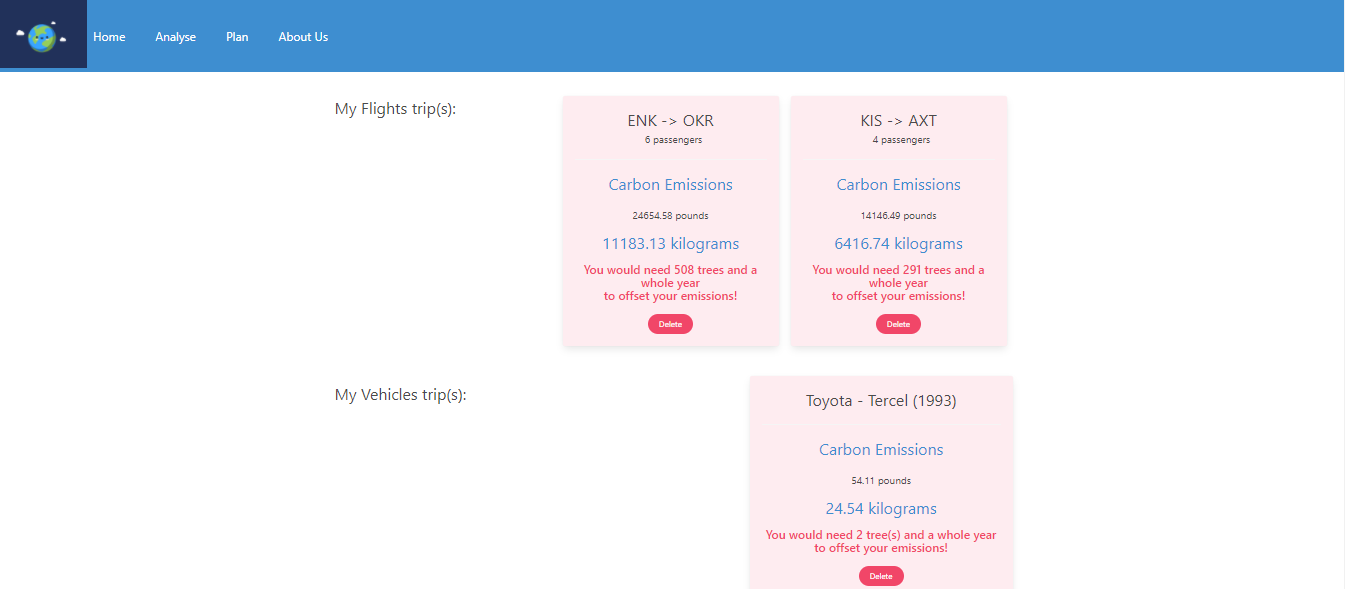 Home Analyse Plan About Us
My Flights trip(s):
ENK -> OKR
6 passengers
Carbon Emissions
24654.58 pounds
11183.13 kilograms
You would need 508 trees and a
whole year
to offset your emissions!
Delete
KIS -> AXT
4 passengers
Carbon Emissions
14146.49 pounds
6416.74 kilograms
You would need 291 trees and a
whole year
to offset your emissions!
Delete
My Vehicles trip(s):
Toyota - Tercel (1993)
Carbon Emissions
54.11 pounds
24.54 kilograms
You would need 2 tree(s) and a whole year
to offset your emissions!
Delete